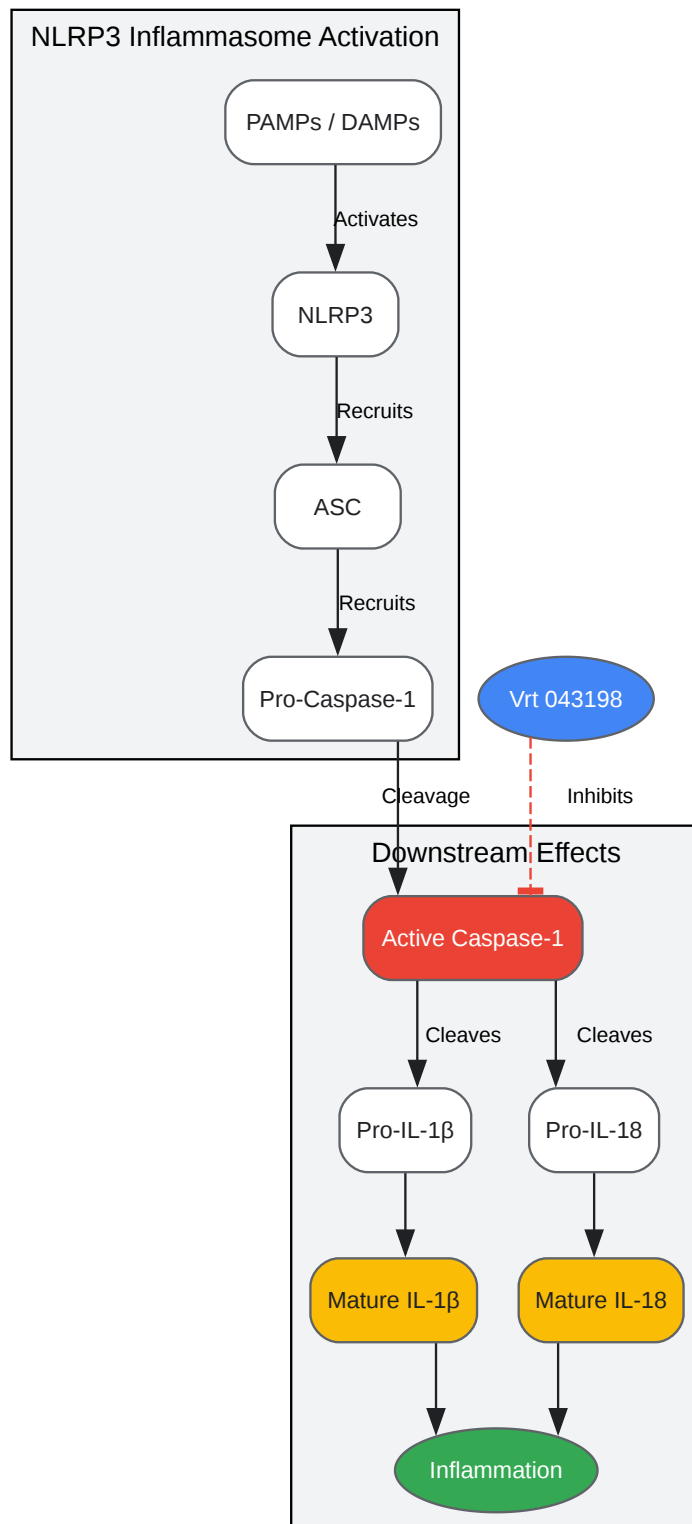 NLRP3 Inflammasome Activation
PAMPs / DAMPs
Activates
NLRP3
Recruits
ASC
Recruits
Pro-Caspase-1
Vrt 043198
Cleavage
Inhibits
Downstream Effects
Active Caspase-1
Cleaves
Cleaves
Pro-IL-1β
Pro-IL-18
Mature IL-1β
Mature IL-18
Inflammation